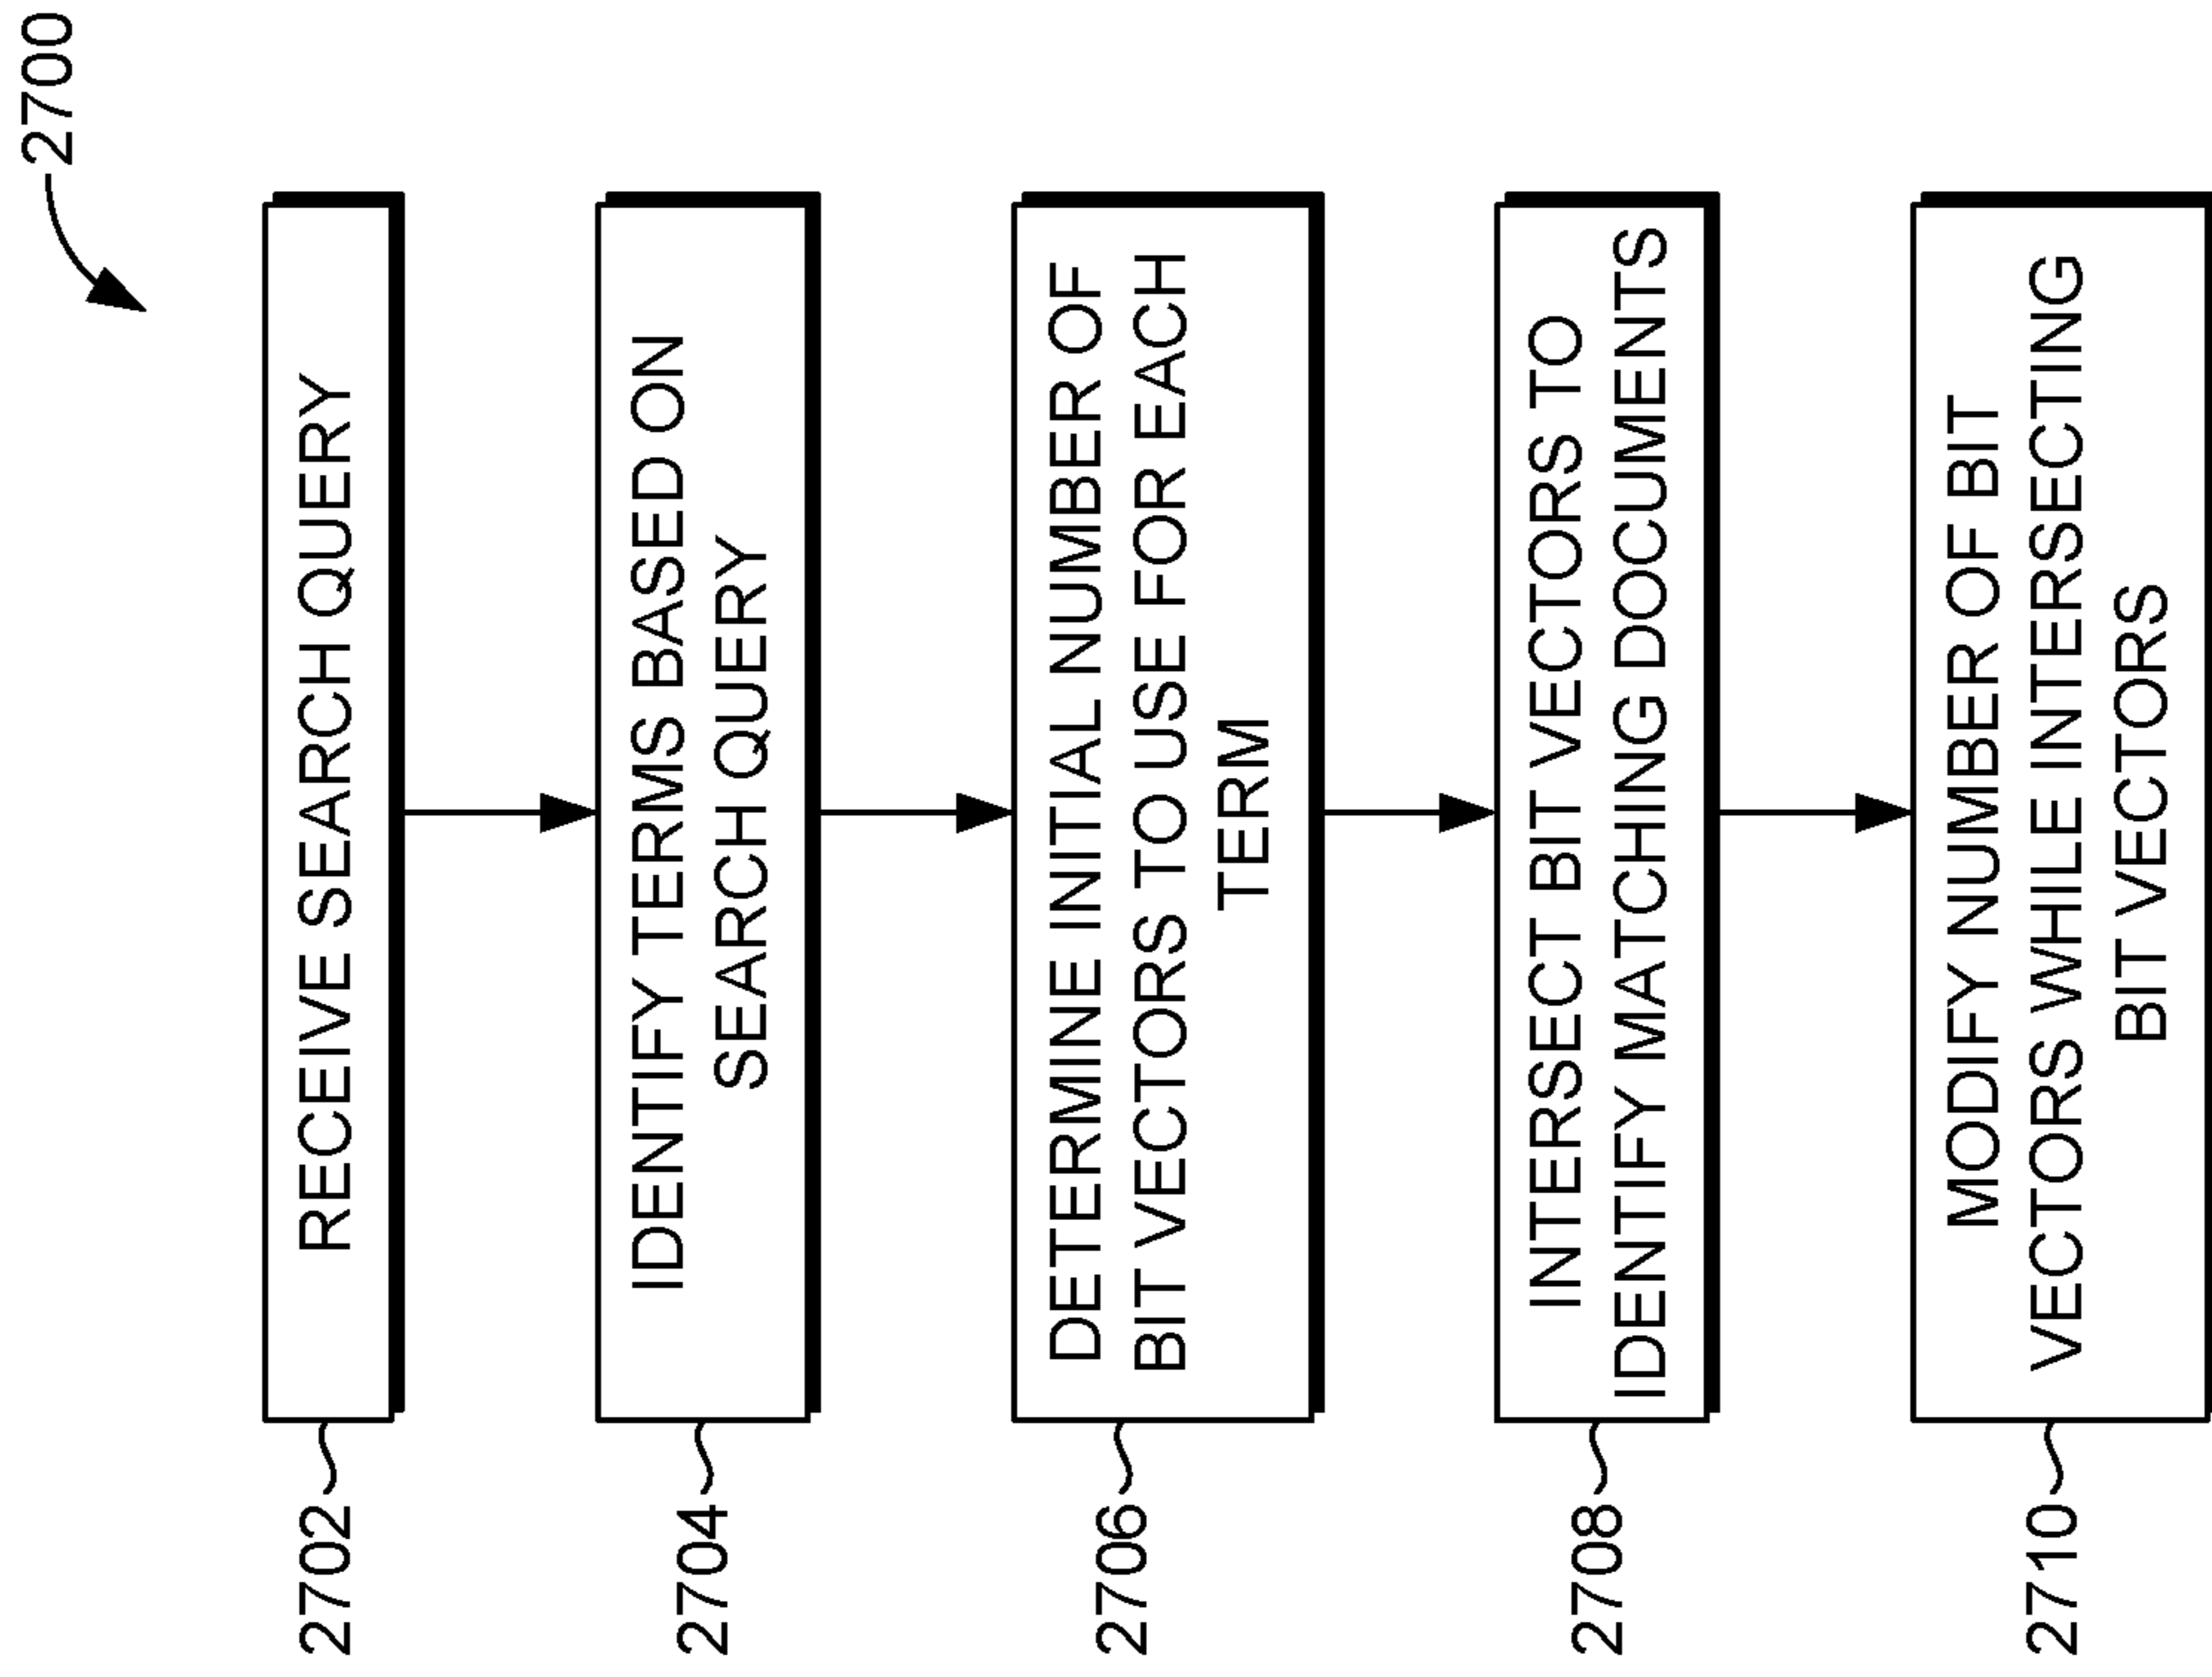 2700
2702
RECEIVE SEARCH QUERY
2704
IDENTIFY TERMS BASED ON
SEARCH QUERY
2706
DETERMINE INITIAL NUMBER OF
BIT VECTORS TO USE FOR EACH
TERM
2708
INTERSECT BIT VECTORS TO
IDENTIFY MATCHING DOCUMENTS
2710
MODIFY NUMBER OF BIT
VECTORS WHILE INTERSECTING
BIT VECTORS